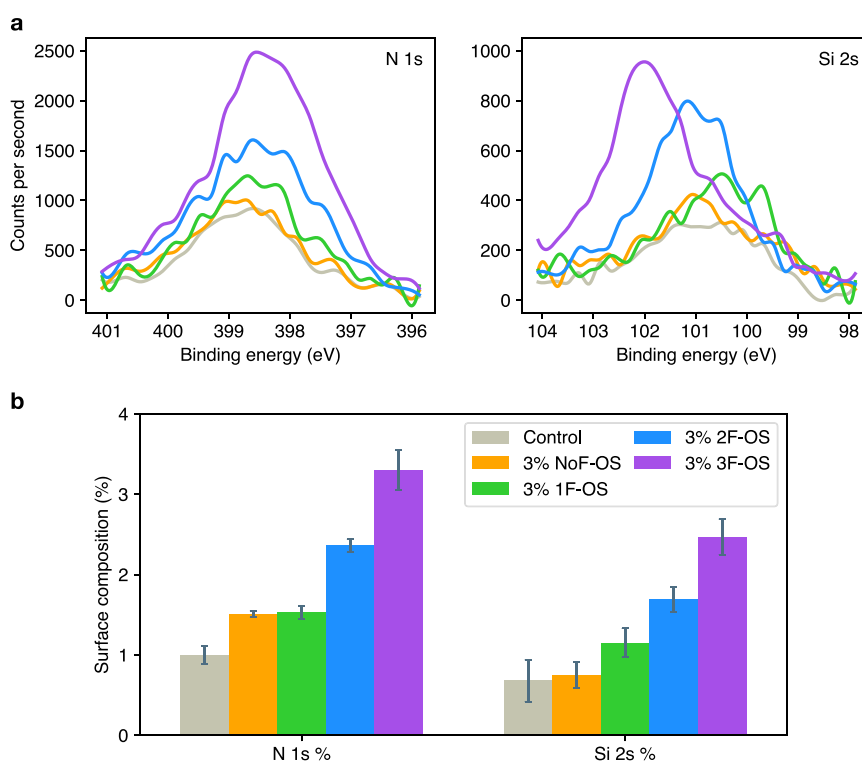 a
N 1s
Counts per second
2500
2000
1500
1000
500
0
401 400 399 398 397 396
Binding energy (eV)
Si 2s
1000
800
600
400
200
0
104 103 102 101 100 99 98
Binding energy (eV)
b
Surface composition (%)
4
3
2
1
0
Control
3% NoF-OS
3% 1F-OS
3% 2F-OS
3% 3F-OS
N 1s %
Si 2s %